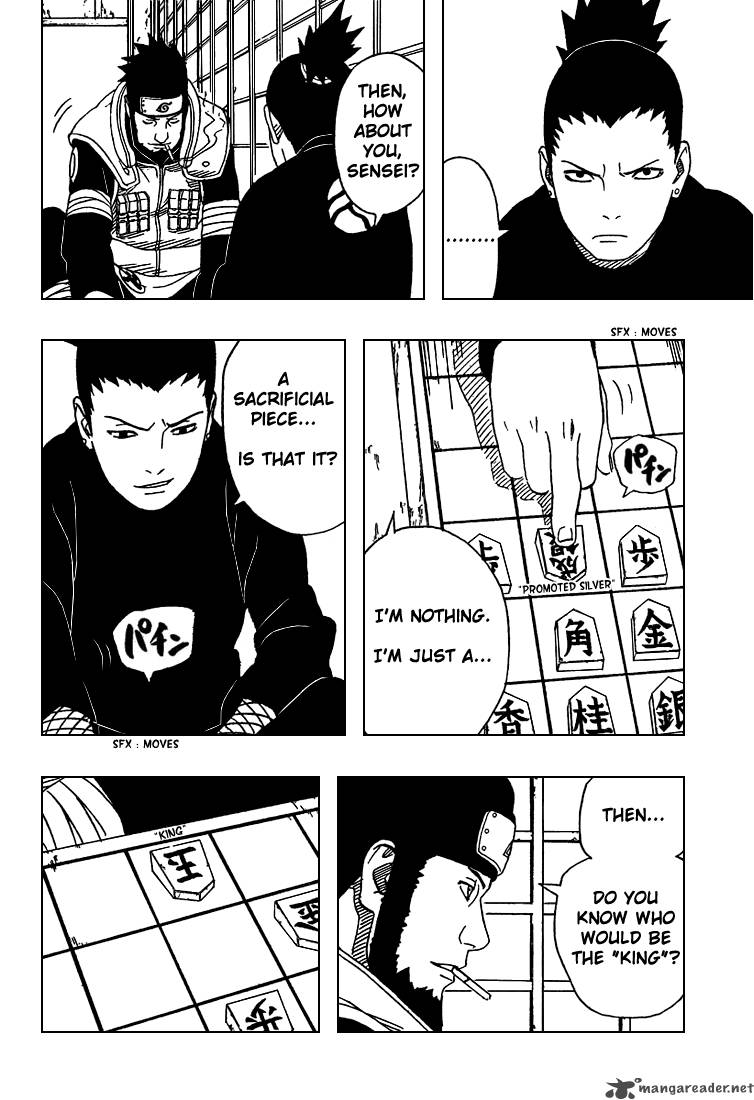 .........
THEN,
HOW
ABOUT
YOU,
SENSEI?
SFX : MOVES
パチン
歩
"PROMOTED SILVER"
金
角
銀
桂
香
I'M NOTHING.
I'M JUST A...
A
SACRIFICIAL
PIECE...
IS THAT IT?
パチン
SFX : MOVES
THEN...
DO YOU
KNOW WHO
WOULD BE
THE "KING"?
"KING"
王
金
歩
mangareader.net